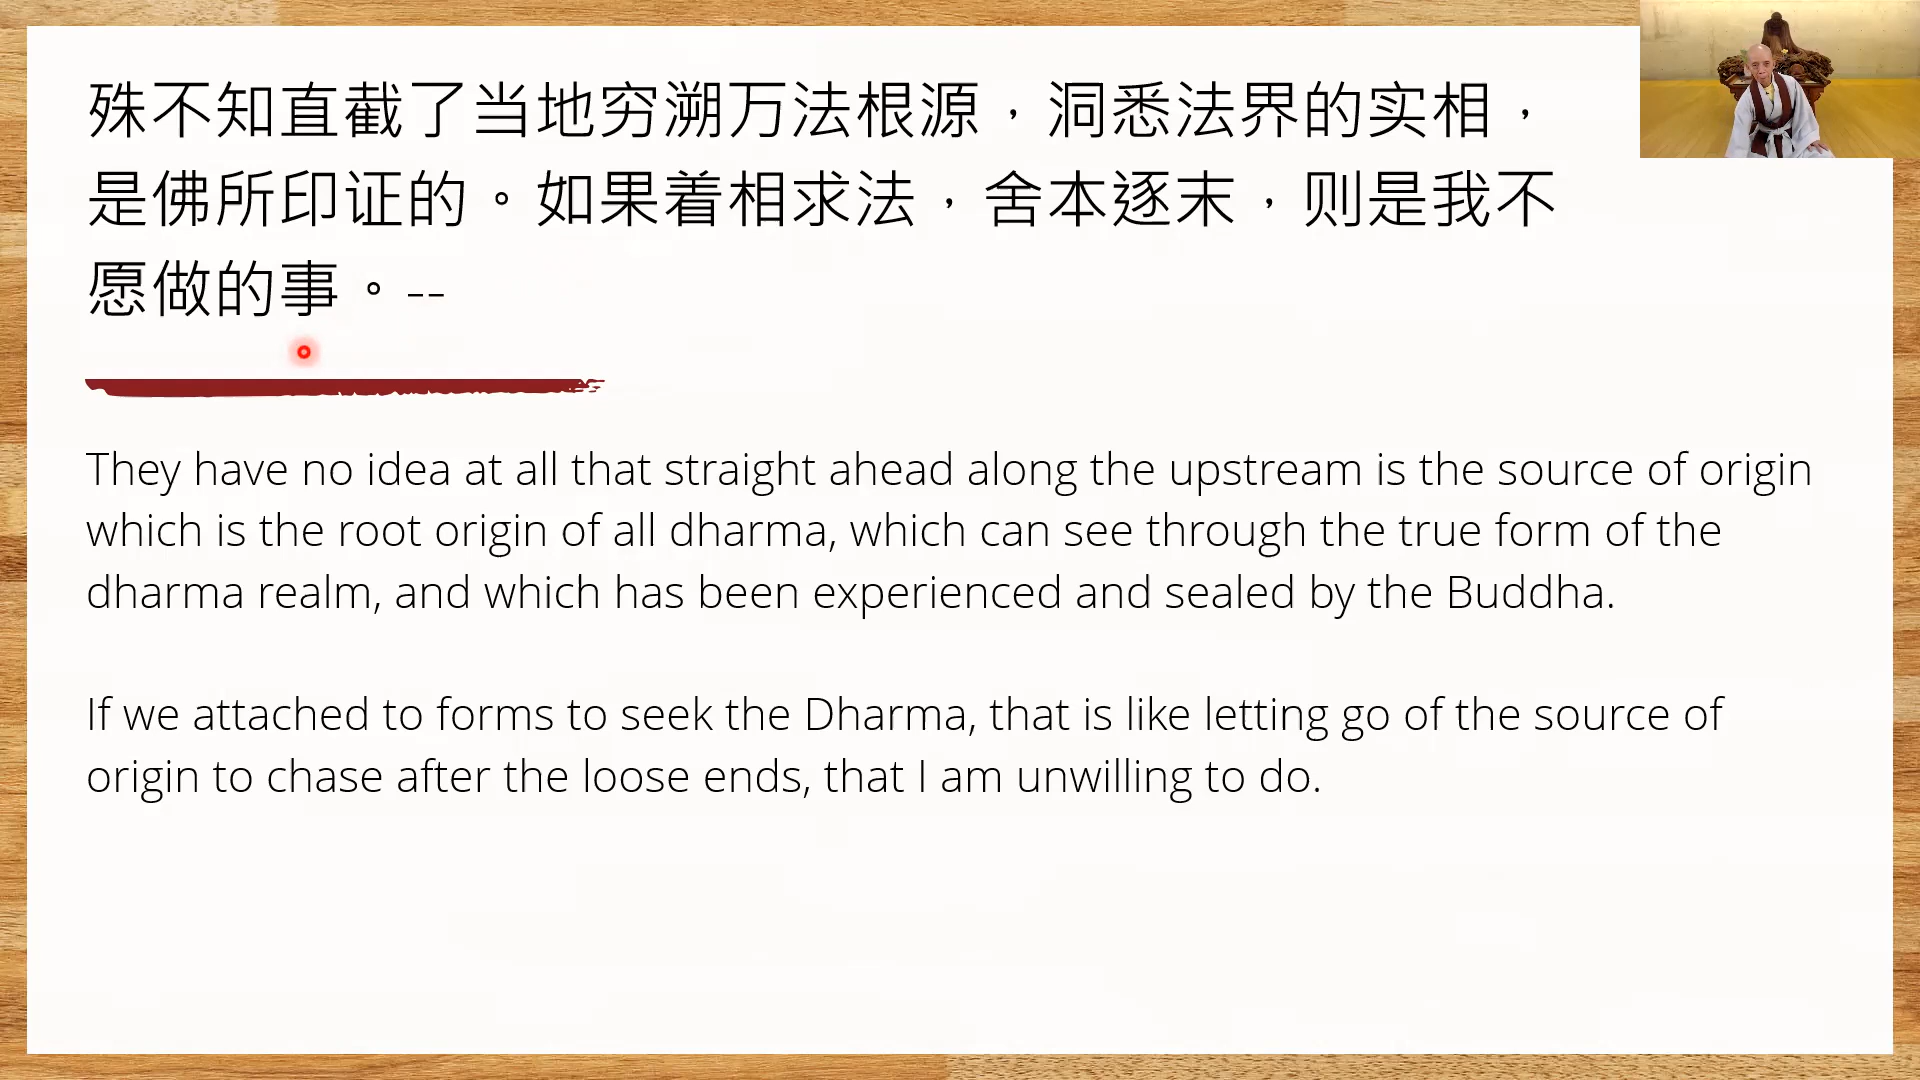 殊不知直截了当地穷溯万法根源，洞悉法界的实相，
是佛所印证的。如果着相求法，舍本逐末，则是我不
愿做的事。--
They have no idea at all that straight ahead along the upstream is the source of origin
which is the root origin of all dharma, which can see through the true form of the
dharma realm, and which has been experienced and sealed by the Buddha.
If we attached to forms to seek the Dharma, that is like letting go of the source of
origin to chase after the loose ends, that I am unwilling to do.